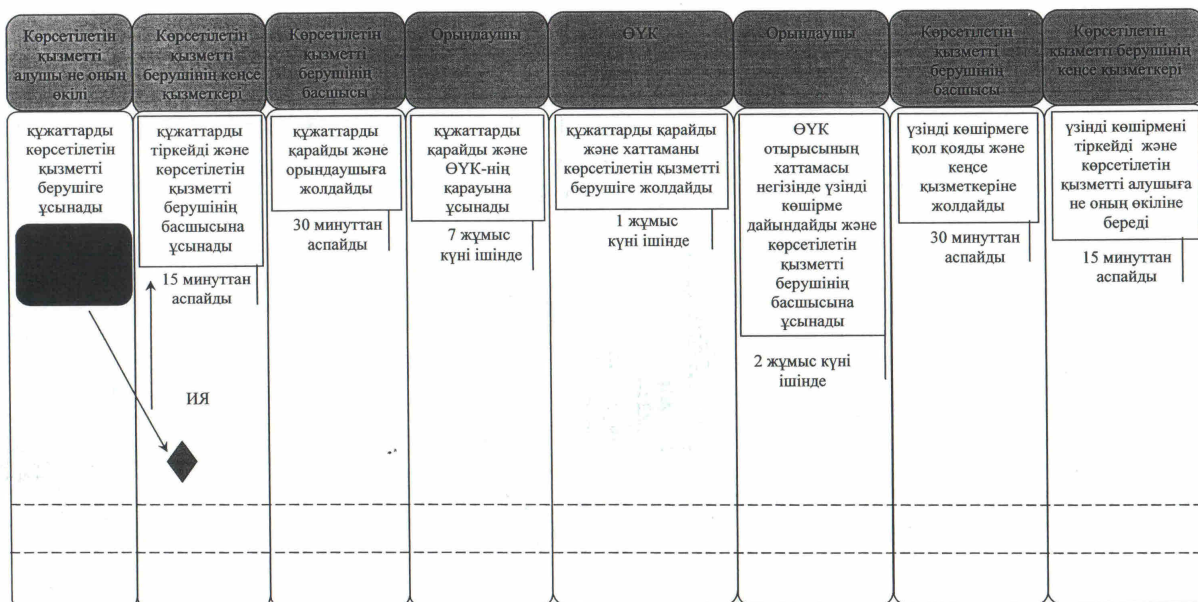 Көрсетілетін
қызметті
алушы не оның
өкілі
Көрсетілетін
қызметті
берушінің кеңсе
қызметкері
Көрсетілетін
қызметті
берушінің
басшысы
Орындаушы
ӨҮК
Орындаушы
Көрсетілетін
қызметті
берушінің
басшысы
Көрсетілетін
қызметті берушінің
кеңсе қызметкері
құжаттарды
көрсетілетін
қызметті
берушіге
ұсынады
құжаттарды
тіркейді және
көрсетілетін
қызметті
берушінің
басшысына
ұсынады
15 минуттан
аспайды
ИЯ
құжаттарды
қарайды және
орындаушыға
жолдайды
30 минуттан
аспайды
құжаттарды
қарайды және
ӨҮК-нің
қарауына
ұсынады
7 жұмыс
күні ішінде
құжаттарды қарайды
және хаттаманы
көрсетілетін қызметті
берушіге жолдайды
1 жұмыс
күні ішінде
ӨҮК
отырысының
хаттамасы
негізінде үзінді
көшірме
дайындайды және
көрсетілетін
қызметті
берушінің
басшысына
ұсынады
2 жұмыс күні
ішінде
үзінді көшірмеге
қол қояды және
кеңсе
қызметкеріне
жолдайды
30 минуттан
аспайды
үзінді көшірмені
тіркейді және
көрсетілетін
қызметті алушыға
не оның өкіліне
береді
15 минуттан
аспайды